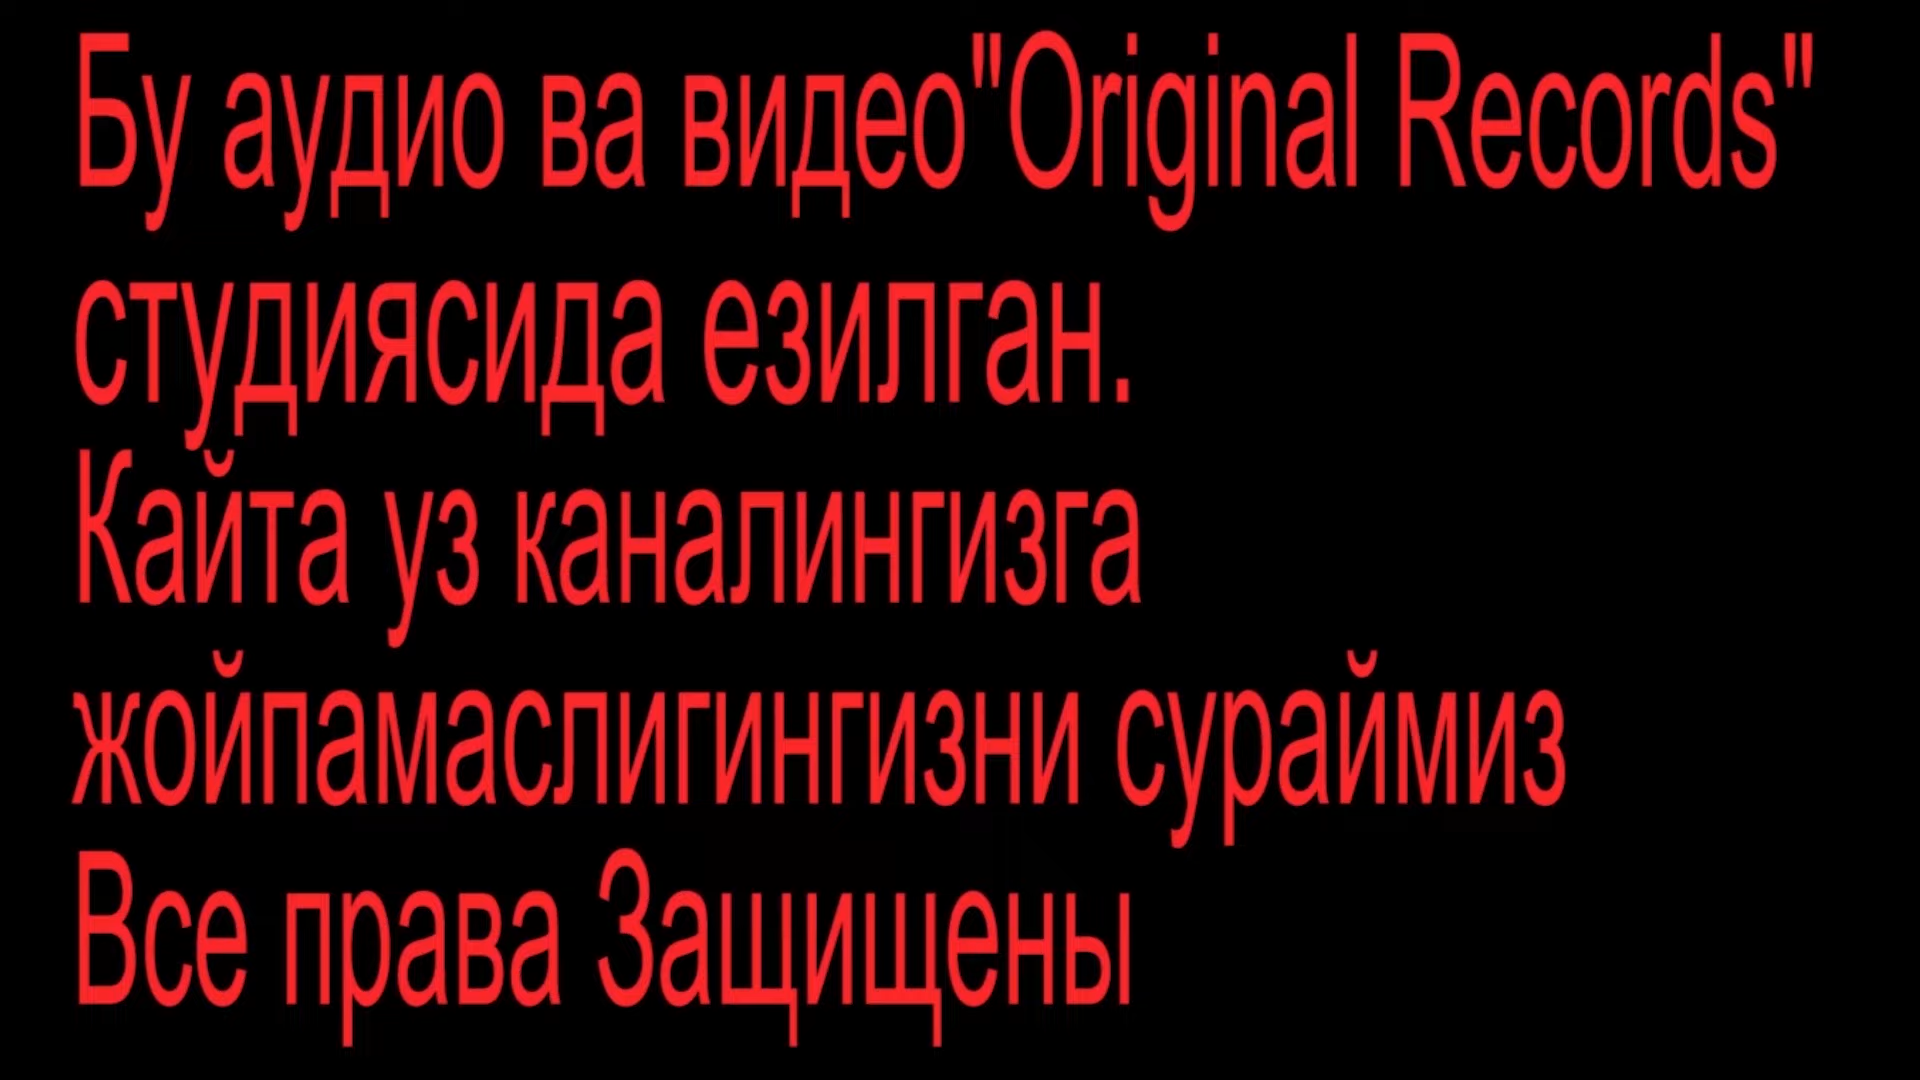 Бу аудио ва видео"Original Records"
студиясида езилган.
Кайта уз каналингизга
жойпамаслигингизни сураймиз
Все права Защищены